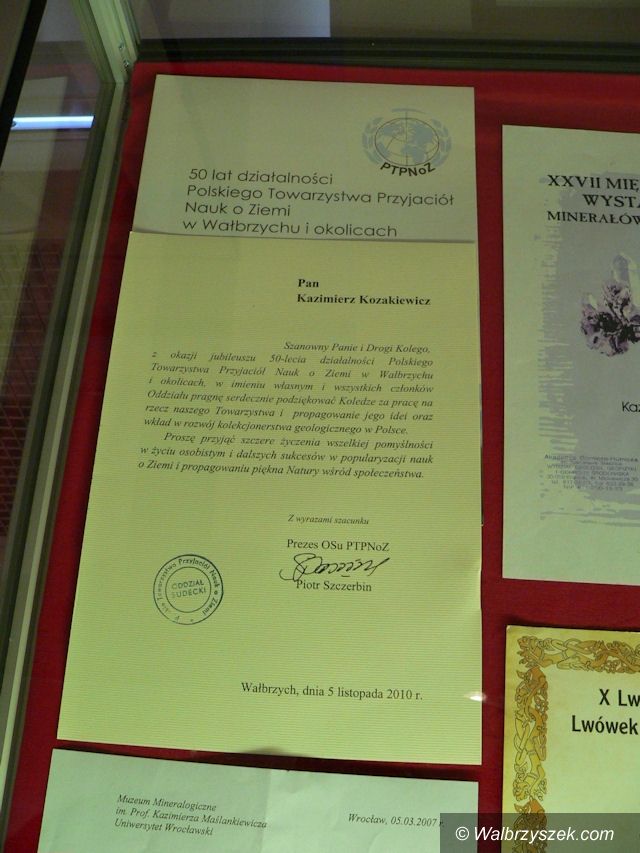 PTPNoZ
50 lat działalności
Polskiego Towarzystwa Przyjaciół
Nauk o Ziemi
w Wałbrzychu i okolicach
Pan
Kazimierz Kozakiewicz
Szanowny Panie i Drogi Kolego,
z okazji jubileuszu 50-lecia działalności Polskiego
Towarzystwa Przyjaciół Nauk o Ziemi w Wałbrzychu
i okolicach, w imieniu własnym i wszystkich członków
Oddziału pragnę serdecznie podziękować Koledze za pracę na
rzecz naszego Towarzystwa i propagowanie jego idei oraz
wkład w rozwój kolekcjonerstwa geologicznego w Polsce.
Proszę przyjąć szczere życzenia wszelkiej pomyślności
w życiu osobistym i dalszych sukcesów w popularyzacji nauk
o Ziemi i propagowaniu piękna Natury wśród społeczeństwa.
Z wyrazami szacunku
Prezes OSu PTPNoZ
Piotr Szczerbin
Towarzystwo Przyjaciół Nauk o Ziemi
ODDZIAŁ
SUDECKI
Wałbrzych, dnia 5 listopada 2010 r.
XXVII MIĘ
WYSTA
MINERAŁÓW
Kaz
X Lw
Lwówek
Muzeum Mineralogiczne
im. Prof. Kazimierza Maślankiewicza
Uniwersytet Wrocławski
Wrocław, 05.03.2007 r.
© Walbrzyszek.com